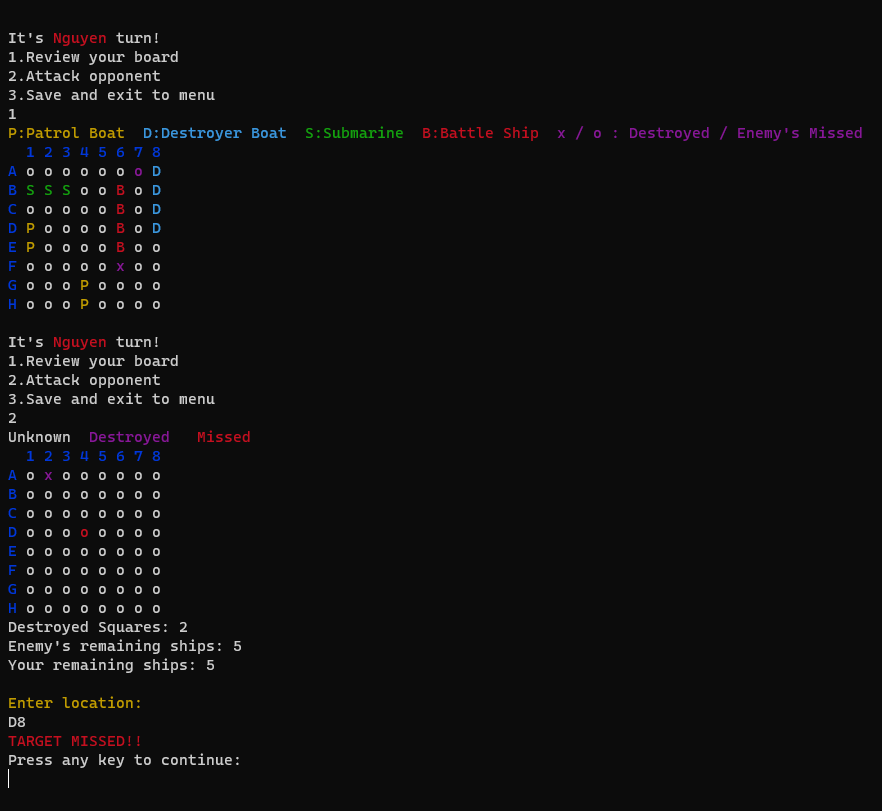 It's Nguyen turn!
1.Review your board
2.Attack opponent
3.Save and exit to menu
1
P:Patrol Boat  D:Destroyer Boat  S:Submarine  B:Battle Ship  x / o : Destroyed / Enemy's Missed
  1 2 3 4 5 6 7 8
A o o o o o o o D
B S S S o o B o D
C o o o o o B o D
D P o o o o B o D
E P o o o o B o o
F o o o o o x o o
G o o o P o o o o
H o o o P o o o o
It's Nguyen turn!
1.Review your board
2.Attack opponent
3.Save and exit to menu
2
Unknown  Destroyed   Missed
  1 2 3 4 5 6 7 8
A o x o o o o o o
B o o o o o o o o
C o o o o o o o o
D o o o o o o o o
E o o o o o o o o
F o o o o o o o o
G o o o o o o o o
H o o o o o o o o
Destroyed Squares: 2
Enemy's remaining ships: 5
Your remaining ships: 5
Enter location:
D8
TARGET MISSED!!
Press any key to continue: